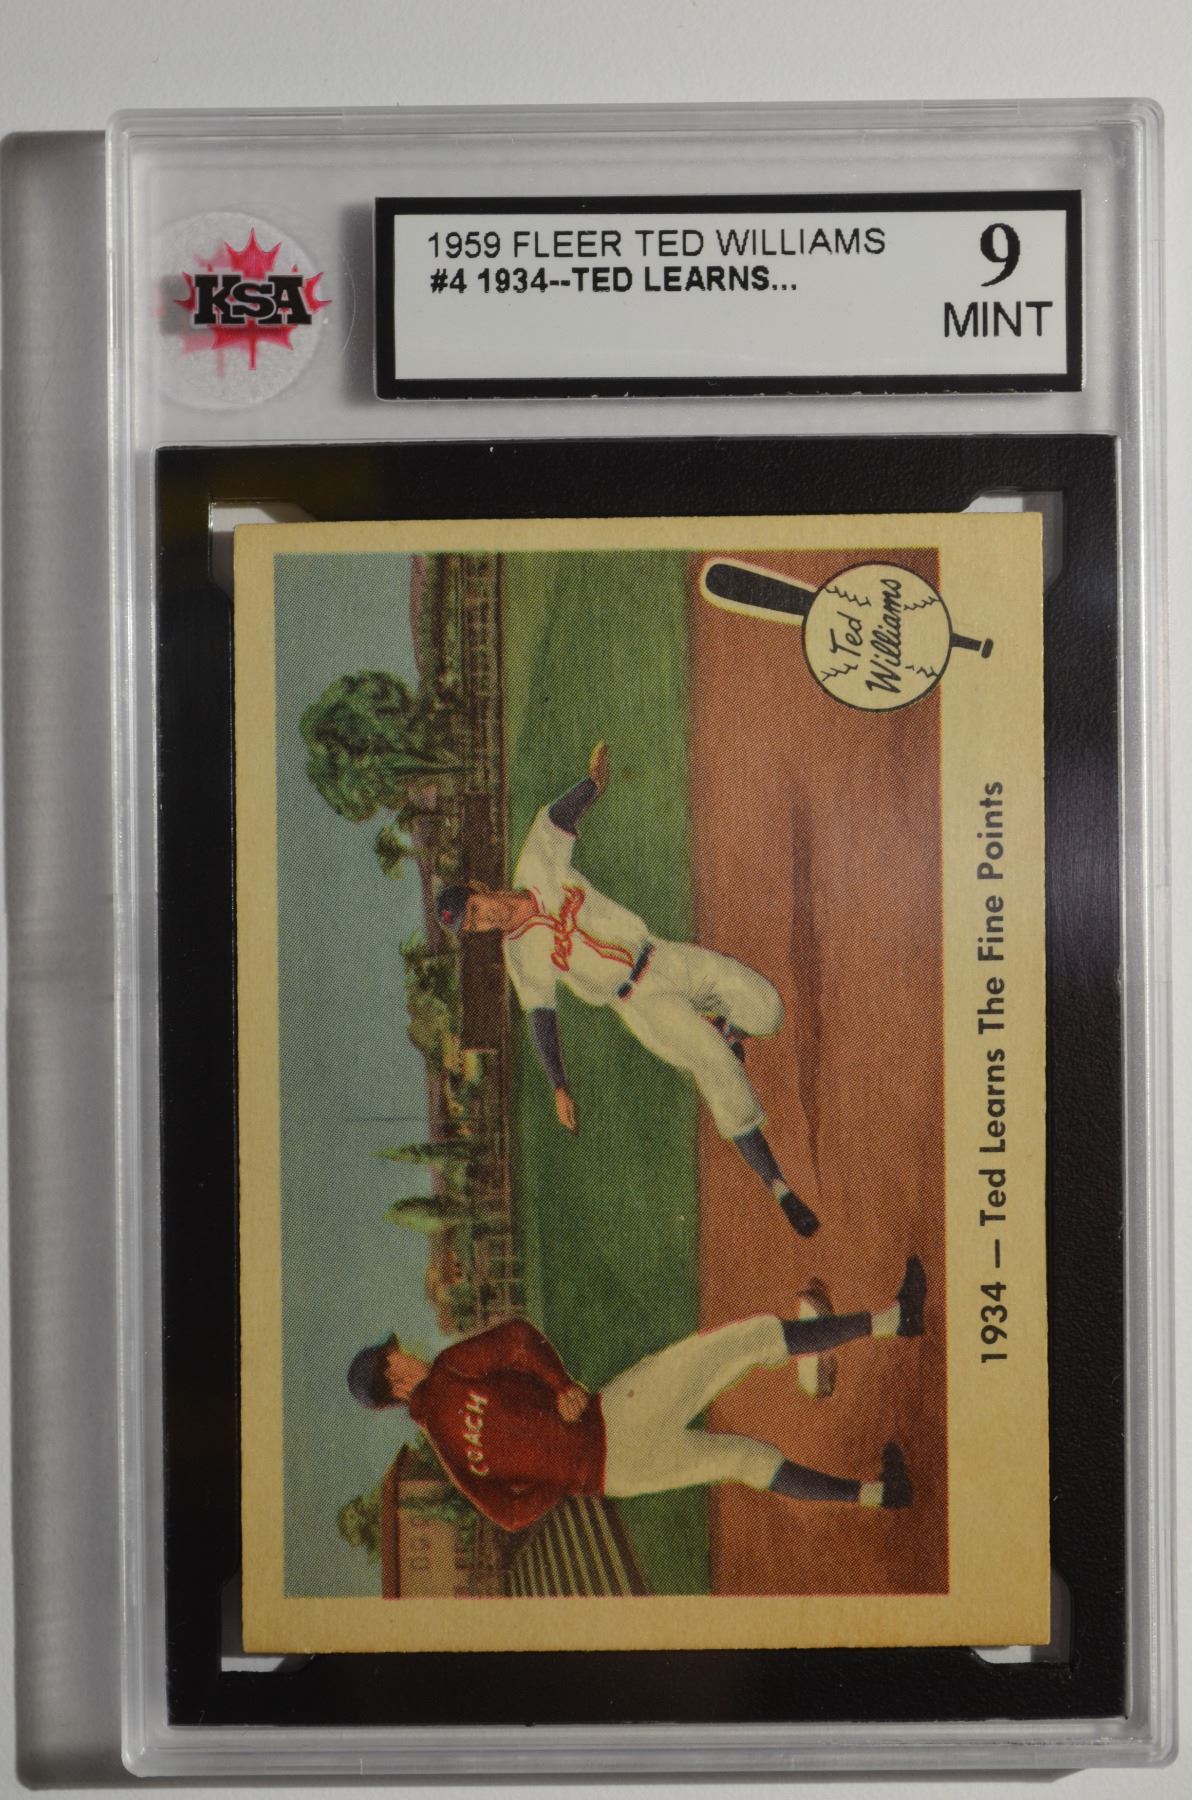 KSA
1959 FLEER TED WILLIAMS
#4 1934--TED LEARNS...
9
MINT
Ted
Williams
COACH
1934 — Ted Learns The Fine Points